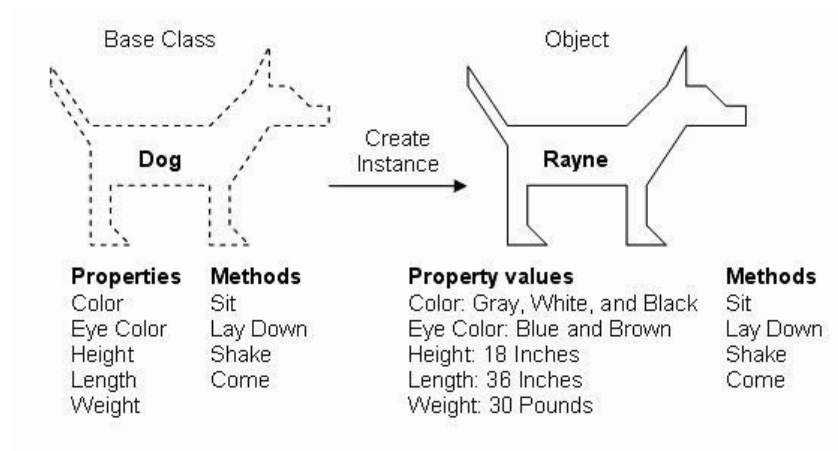 Base Class
Object
Dog
Create
Instance
Rayne
Properties Methods
Color Sit
Eye Color Lay Down
Height Shake
Length Come
Weight
Property values Methods
Color: Gray, White, and Black Sit
Eye Color: Blue and Brown Lay Down
Height: 18 Inches Shake
Length: 36 Inches Come
Weight: 30 Pounds